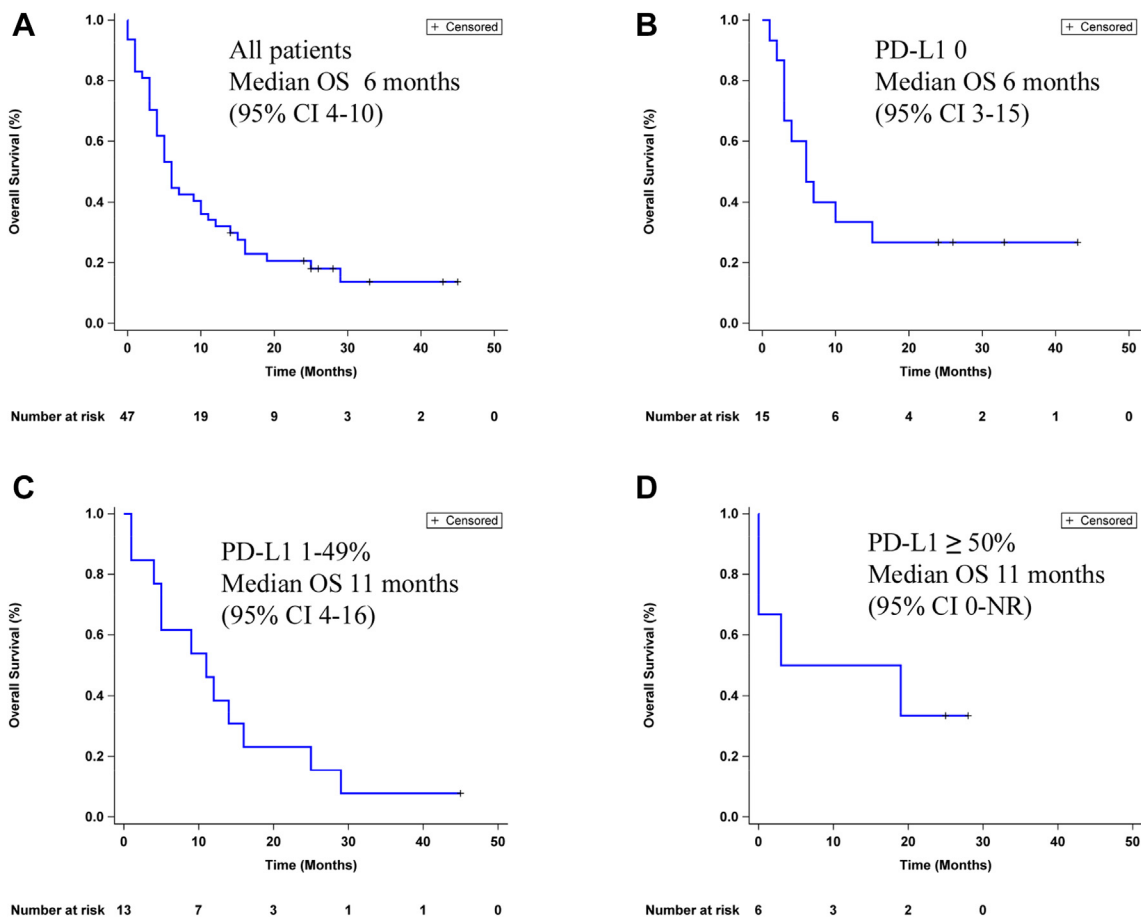 A
+ Censored
All patients
Median OS 6 months
(95% CI 4-10)
Overall Survival (%)
1.0
0.8
0.6
0.4
0.2
0.0
0 10 20 30 40 50
Time (Months)
Number at risk 47 19 9 3 2 0
B
+ Censored
PD-L1 0
Median OS 6 months
(95% CI 3-15)
Overall Survival (%)
1.0
0.8
0.6
0.4
0.2
0.0
0 10 20 30 40 50
Time (Months)
Number at risk 15 6 4 2 1 0
C
+ Censored
PD-L1 1-49%
Median OS 11 months
(95% CI 4-16)
Overall Survival (%)
1.0
0.8
0.6
0.4
0.2
0.0
0 10 20 30 40 50
Time (Months)
Number at risk 13 7 3 1 1 0
D
+ Censored
PD-L1 ≥ 50%
Median OS 11 months
(95% CI 0-NR)
Overall Survival (%)
1.0
0.8
0.6
0.4
0.2
0.0
0 10 20 30 40 50
Time (Months)
Number at risk 6 3 2 0